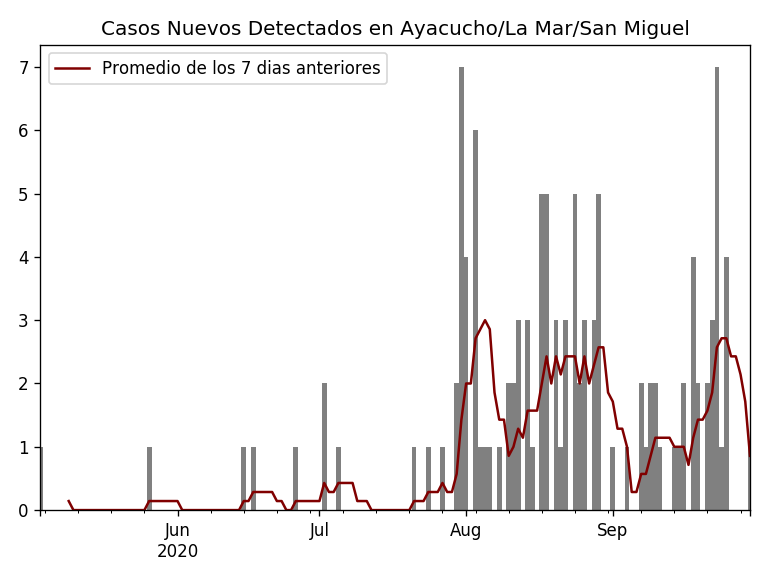 Casos Nuevos Detectados en Ayacucho/La Mar/San Miguel
Promedio de los 7 dias anteriores
7
6
5
4
3
2
1
0
Jun
2020
Jul
Aug
Sep